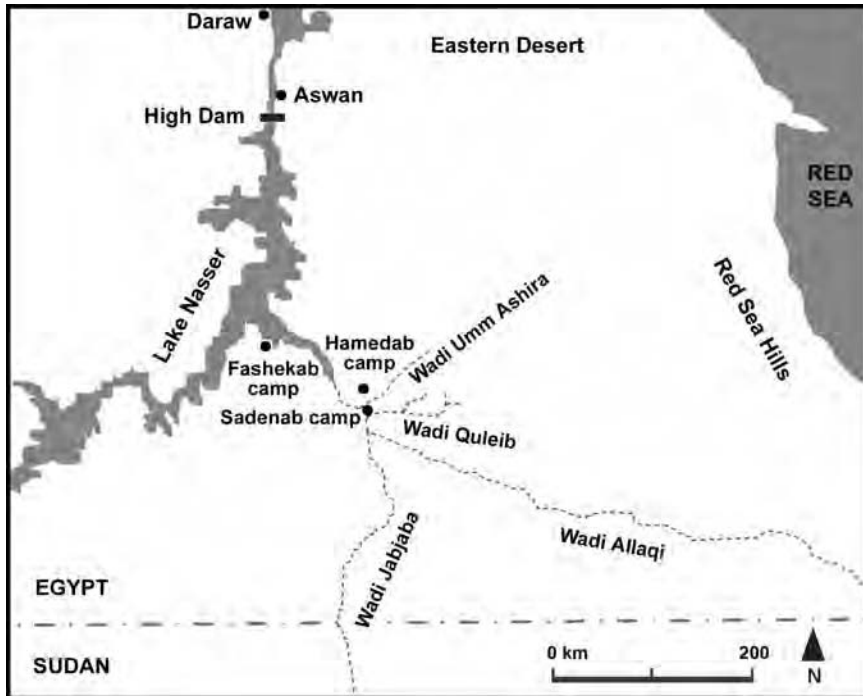 Daraw
Eastern Desert
Aswan
High Dam
RED
SEA
Lake Nasser
Red Sea Hills
Wadi Umm Ashira
Hamedab
camp
Fashekab
camp
Sadenab camp
Wadi Quleib
Wadi Allaqi
Wadi Jabjaba
EGYPT
SUDAN
0 km 200
N